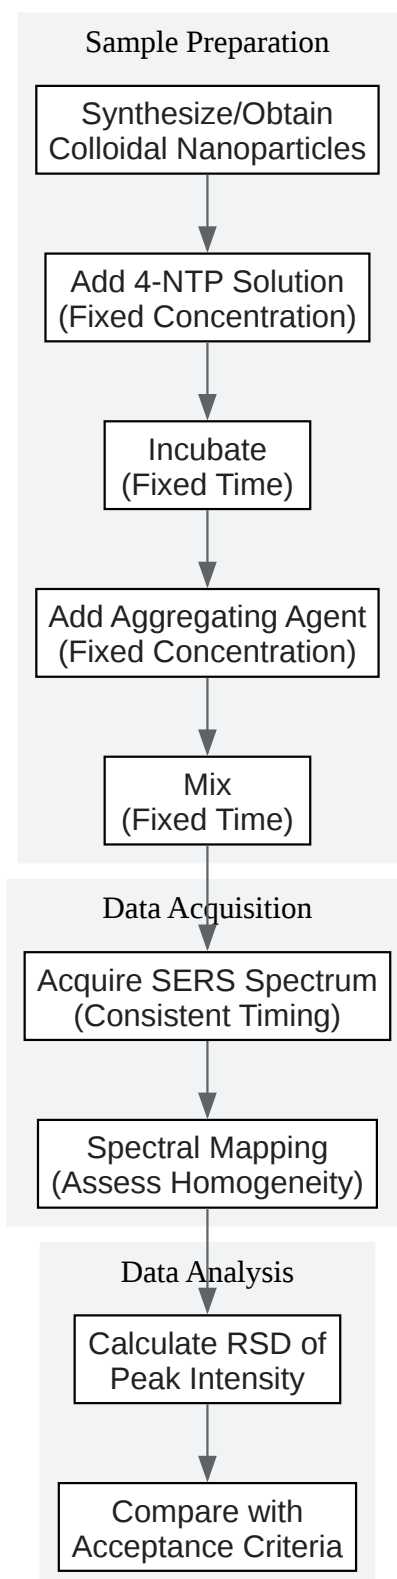 Sample Preparation
Synthesize/Obtain
Colloidal Nanoparticles
Add 4-NTP Solution
(Fixed Concentration)
Incubate
(Fixed Time)
Add Aggregating Agent
(Fixed Concentration)
Mix
(Fixed Time)
Data Acquisition
Acquire SERS Spectrum
(Consistent Timing)
Spectral Mapping
(Assess Homogeneity)
Data Analysis
Calculate RSD of
Peak Intensity
Compare with
Acceptance Criteria